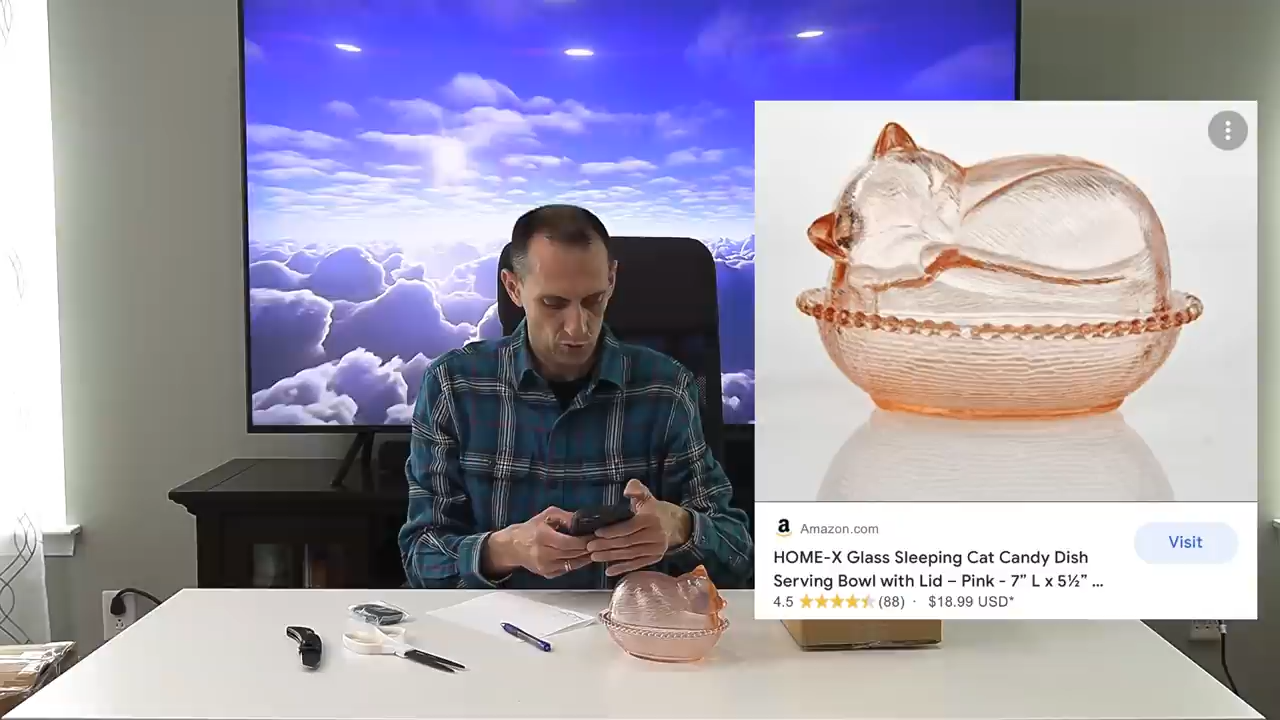 a Amazon.com
HOME-X Glass Sleeping Cat Candy Dish
Serving Bowl with Lid – Pink - 7” L x 5½” ...
Visit
4.5 ★★★★⯪ (88) · $18.99 USD*